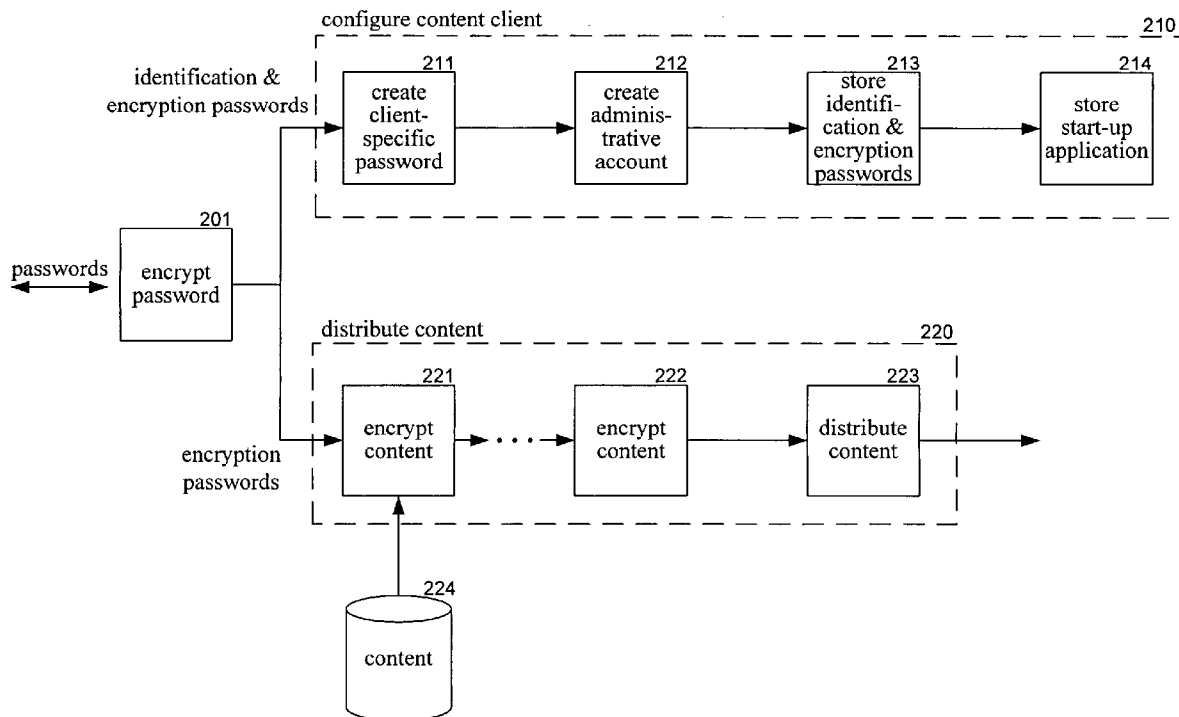 configure content client
210
identification &
encryption passwords
211
create
client-
specific
password
212
create
adminis-
trative
account
213
store
identifi-
cation &
encryption
passwords
214
store
start-up
application
passwords
201
encrypt
password
distribute content
220
encryption
passwords
221
encrypt
content
222
encrypt
content
223
distribute
content
224
content